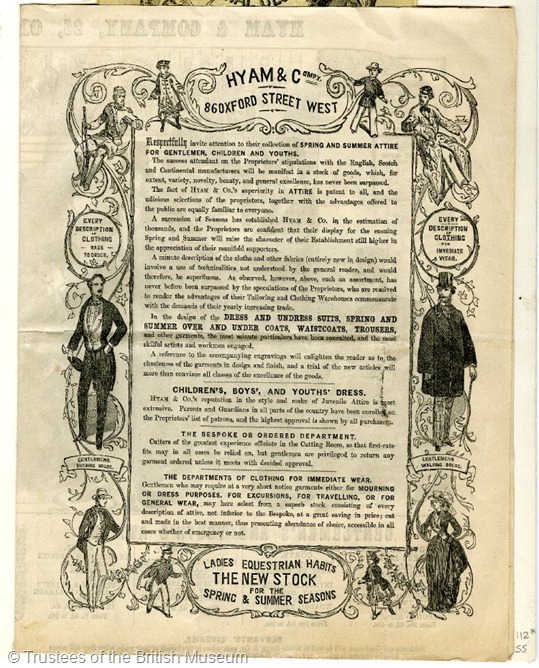 HYAM & COMPY.
86 OXFORD STREET WEST
Respectfully invite attention to their collection of SPRING AND SUMMER ATTIRE
FOR GENTLEMEN, CHILDREN AND YOUTHS.
The success attendant on the Proprietors' stipulations with the English, Scotch
and Continental manufacturers will be manifest in a stock of goods, which, for
extent, variety, novelty, beauty, and general excellence, has never been surpassed.
The fact of HYAM & CO.'S superiority in ATTIRE is patent to all, and the
udicious selections of the proprietors, together with the advantages offered to
the public are equally familiar to everyone.
A succession of Seasons has established HYAM & CO. in the estimation of
thousands, and the Proprietors are confident that their display for the ensuing
Spring and Summer will raise the character of their Establishment still higher in
the appreciation of their manifold supporters.
A minute description of the cloths and other fabrics (entirely new in design) would
involve a use of technicalities not understood by the general reader, and would
therefore, be superfluous. As observed, however, above, such an assortment, has
never before been surpassed by the speculations of the Proprietors, who are resolved
to render the advantages of their Tailoring and Clothing Warehouses commensurate
with the demands of their yearly increasing trade.
In the design of the DRESS AND UNDRESS SUITS, SPRING AND
SUMMER OVER AND UNDER COATS, WAISTCOATS, TROUSERS,
and other garments, the most minute particulars have been consulted, and the most
skilful artists and workmen engaged.
A reference to the accompanying engravings will enlighten the reader as to the
chasteness of the garments in design and finish, and a trial of the new articles will
more than convince all classes of the excellence of the goods.
CHILDREN'S, BOYS', AND YOUTHS' DRESS.
HYAM & CO.'S reputation in the style and make of Juvenile Attire is most
extensive. Parents and Guardians in all parts of the country have been enrolled on
the Proprietors' list of patrons, and the highest approval is shown by all purchasers.
THE BESPOKE OR ORDERED DEPARTMENT.
Cutters of the greatest experience officiate in the Cutting Room, so that first-rate
fits may in all cases be relied on, but gentlemen are privileged to return any
garment ordered unless it meets with decided approval.
THE DEPARTMENTS OF CLOTHING FOR IMMEDIATE WEAR.
Gentlemen who may require at a very short notice garments either for MOURNING
OR DRESS PURPOSES, FOR EXCURSIONS, FOR TRAVELLING, OR FOR
GENERAL WEAR, may here select from a superb stock consisting of every
description of attire, not inferior to the Bespoke, at a great saving in price; cut
and made in the best manner, thus presenting abundance of choice, accessible in all
cases whether of emergency or not.
EVERY
DESCRIPTION
OF
CLOTHING
MADE
TO ORDER.
EVERY
DESCRIPTION
OF
CLOTHING
FOR
IMMEDIATE
WEAR.
GENTLEMENS
EVENING DRESS.
GENTLEMENS
WALKING DRESS.
LADIES EQUESTRIAN HABITS
THE NEW STOCK
FOR THE
SPRING & SUMMER SEASONS
112*
55
© Trustees of the British Museum